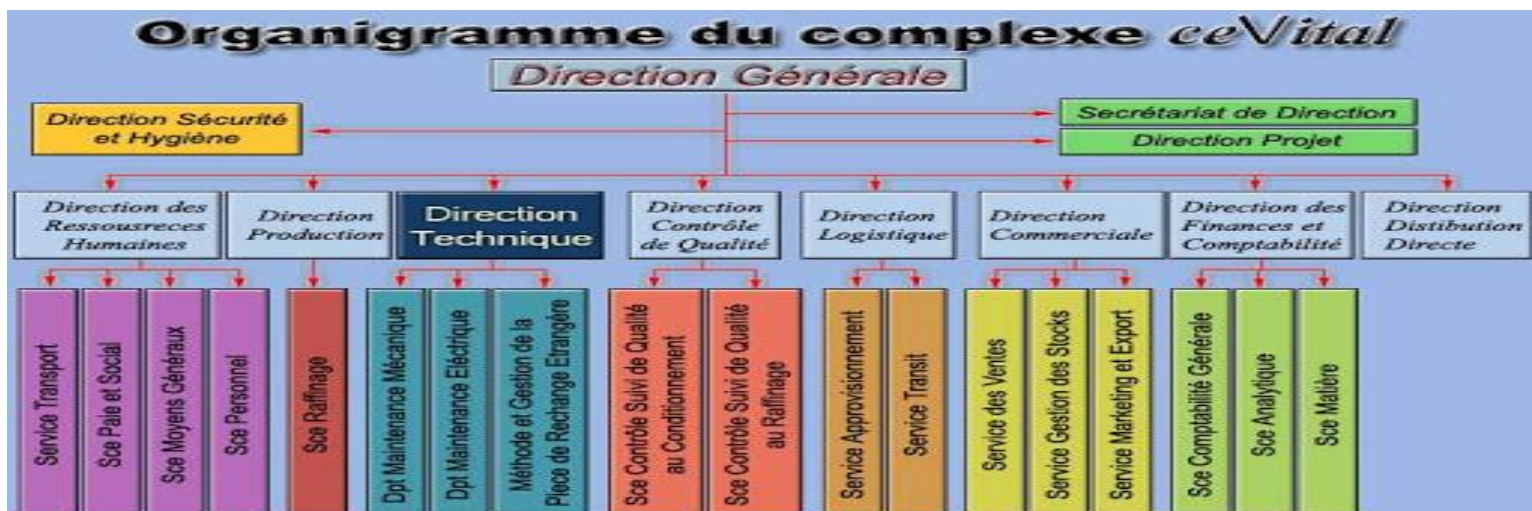 Organigramme du complexe ceVital
Direction Générale
Direction Sécurité
et Hygiène
Secrétariat de Direction
Direction Projet
Direction des
Ressousreces
Humaines
Direction
Production
Direction
Technique
Direction
Contrôle
de Qualité
Direction
Logistique
Direction
Commerciale
Direction des
Finances et
Comptabilité
Direction
Distibution
Directe
Service Transport
Sce Paie et Social
Sce Moyens Généraux
Sce Personnel
Sce Raffinage
Dpt Maintenance Mécanique
Dpt Maintenance Eléctrique
Méthode et Gestion de la
Pièce de Rechange Etrangère
Sce Contrôle Suivi de Qualité
au Conditionnement
Sce Contrôle Suivi de Qualité
au Raffinage
Service Approvisionnement
Service Transit
Service des Ventes
Service Gestion des Stocks
Service Marketing et Export
Sce Comptabilité Générale
Sce Analytique
Sce Matière